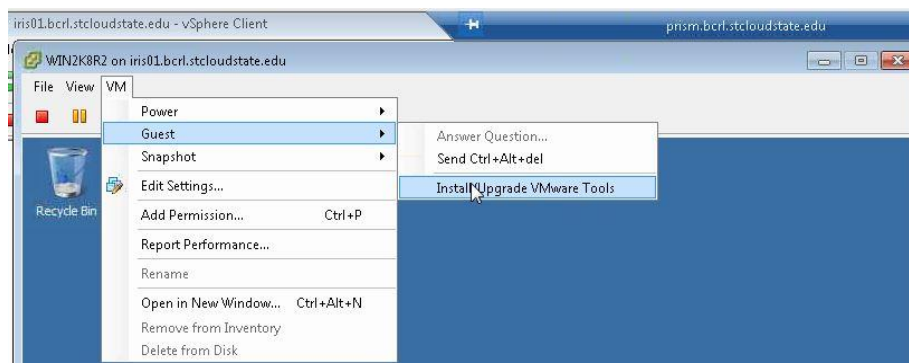 iris01.bcrl.stcloudstate.edu - vSphere Client
prism.bcrl.stcloudstate.edu
WIN2K8R2 on iris01.bcrl.stcloudstate.edu
File View VM
Power
Guest
Answer Question...
Snapshot
Send Ctrl+Alt+del
Edit Settings...
Install/Upgrade VMware Tools
Recycle Bin
Add Permission... Ctrl+P
Report Performance...
Rename
Open in New Window... Ctrl+Alt+N
Remove from Inventory
Delete from Disk